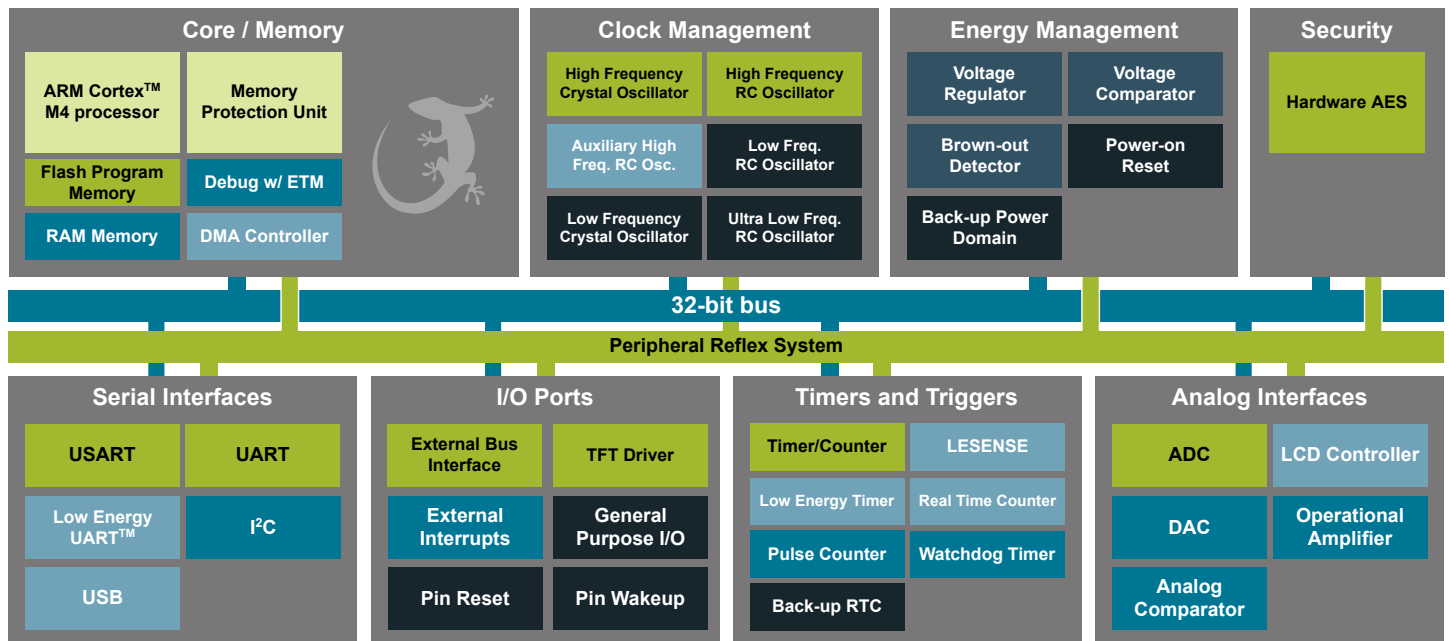 Core / Memory
ARM Cortex™
M4 processor
Memory
Protection Unit
Flash Program
Memory
Debug w/ ETM
RAM Memory
DMA Controller
Clock Management
High Frequency
Crystal Oscillator
High Frequency
RC Oscillator
Auxiliary High
Freq. RC Osc.
Low Freq.
RC Oscillator
Low Frequency
Crystal Oscillator
Ultra Low Freq.
RC Oscillator
Energy Management
Voltage
Regulator
Voltage
Comparator
Brown-out
Detector
Power-on
Reset
Back-up Power
Domain
Security
Hardware AES
32-bit bus
Peripheral Reflex System
Serial Interfaces
USART
UART
Low Energy
UART™
I²C
USB
I/O Ports
External Bus
Interface
TFT Driver
External
Interrupts
General
Purpose I/O
Pin Reset
Pin Wakeup
Timers and Triggers
Timer/Counter
LESENSE
Low Energy Timer
Real Time Counter
Pulse Counter
Watchdog Timer
Back-up RTC
Analog Interfaces
ADC
LCD Controller
DAC
Operational
Amplifier
Analog
Comparator